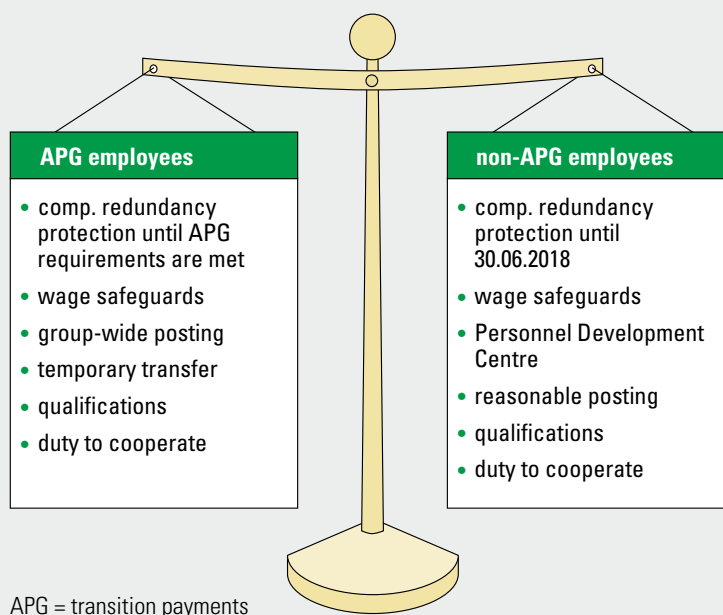 APG employees
• comp. redundancy
protection until APG
requirements are met
• wage safeguards
• group-wide posting
• temporary transfer
• qualifications
• duty to cooperate
non-APG employees
• comp. redundancy
protection until
30.06.2018
• wage safeguards
• Personnel Development
Centre
• reasonable posting
• qualifications
• duty to cooperate
APG = transition payments